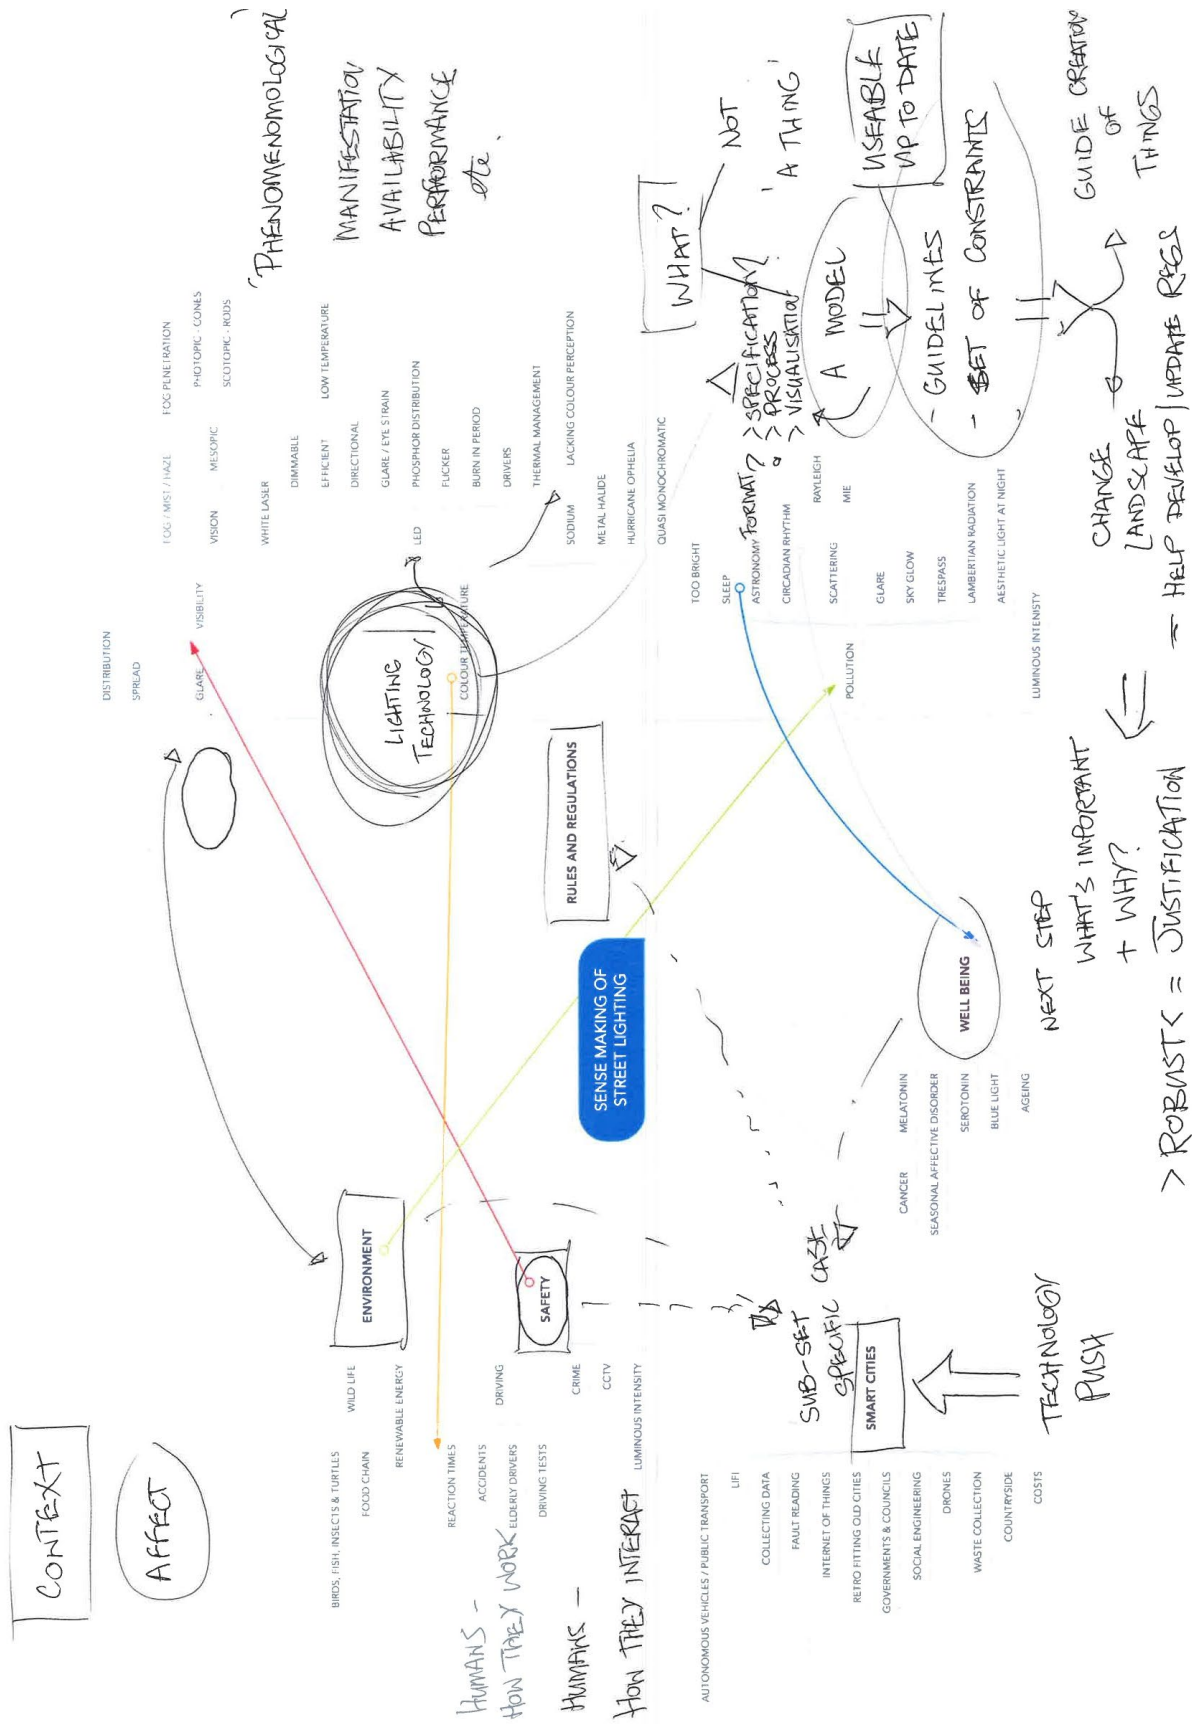 CONTEXT
AFFECT
"PHENOMENOMOLOGICAL"
MANIFESTATION
AVAILABILITY
PERFORMANCE
etc.
DISTRIBUTION
SPREAD
GLARE
VISIBILITY
FOG / MIST / HAZE
FOG PENETRATION
VISION
MESOPIC
PHOTOPIC - CONES
SCOTOPIC - RODS
LIGHTING
TECHNOLOGY
WHITE LASER
DIMMABLE
EFFICIENT
LOW TEMPERATURE
DIRECTIONAL
GLARE / EYE STRAIN
LED
PHOSPHOR DISTRIBUTION
FLICKER
BURN IN PERIOD
DRIVERS
THERMAL MANAGEMENT
COLOUR TEMPERATURE
SODIUM
LACKING COLOUR PERCEPTION
METAL HALIDE
HURRICANE OPHELIA
QUASI MONOCHROMATIC
ENVIRONMENT
BIRDS, FISH, INSECTS & TURTLES
WILD LIFE
FOOD CHAIN
RENEWABLE ENERGY
SAFETY
REACTION TIMES
ACCIDENTS
DRIVING
ELDERLY DRIVERS
DRIVING TESTS
CRIME
CCTV
LUMINOUS INTENSITY
HUMANS -
HOW THEY WORK
HUMANS -
HOW THEY INTERACT
RULES AND REGULATIONS
SENSE MAKING OF
STREET LIGHTING
WHAT?
NOT
'A THING'
FORMAT? > SPECIFICATION?
> PROCESS
> VISUALISATION
A MODEL
USEABLE
UP TO DATE
- GUIDELINES
- SET OF CONSTRAINTS
GUIDE CREATION
OF
THINGS
CHANGE
LANDSCAPE
TOO BRIGHT
SLEEP
ASTRONOMY
CIRCADIAN RHYTHM
POLLUTION
SCATTERING
RAYLEIGH
MIE
GLARE
SKY GLOW
TRESPASS
LAMBERTIAN RADIATION
AESTHETIC LIGHT AT NIGHT
LUMINOUS INTENISTY
AUTONOMOUS VEHICLES / PUBLIC TRANSPORT
LIFI
COLLECTING DATA
FAULT READING
INTERNET OF THINGS
RETRO FITTING OLD CITIES
GOVERNMENTS & COUNCILS
SOCIAL ENGINEERING
DRONES
WASTE COLLECTION
COUNTRYSIDE
COSTS
SUB-SET
SPECIFIC CASE
SMART CITIES
TECHNOLOGY
PUSH
WELL BEING
CANCER
MELATONIN
SEASONAL AFFECTIVE DISORDER
SEROTONIN
BLUE LIGHT
AGEING
NEXT STEP
WHAT'S IMPORTANT
+ WHY?
- HELP DEVELOP/UPDATE REGS
> ROBUST < = JUSTIFICATION